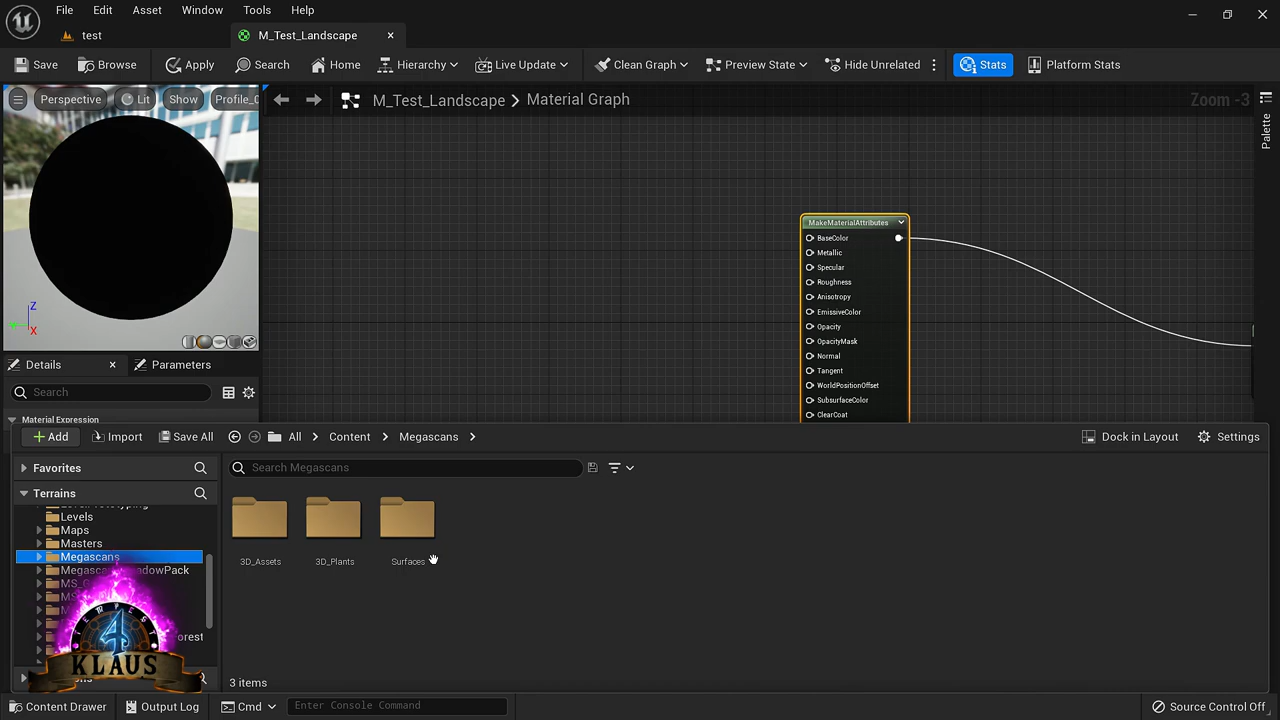 File Edit Asset Window Tools Help
test
M_Test_Landscape
Save Browse Apply Search Home Hierarchy Live Update Clean Graph Preview State Hide Unrelated Stats Platform Stats
Perspective Lit Show Profile_0
M_Test_Landscape > Material Graph
Zoom -3
Palette
MakeMaterialAttributes
BaseColor
Metallic
Specular
Roughness
Anisotropy
EmissiveColor
Opacity
OpacityMask
Normal
Tangent
WorldPositionOffset
SubsurfaceColor
ClearCoat
Z
X
Details
Parameters
Search
Material Expression
Add Import Save All All > Content > Megascans >
Dock in Layout Settings
Favorites
Search Megascans
Terrains
Levels
Maps
Masters
Megascans
3D_Assets
3D_Plants
Surfaces
TEMPEST
4
KLAUS
3 items
Content Drawer Output Log Cmd Enter Console Command Source Control Off